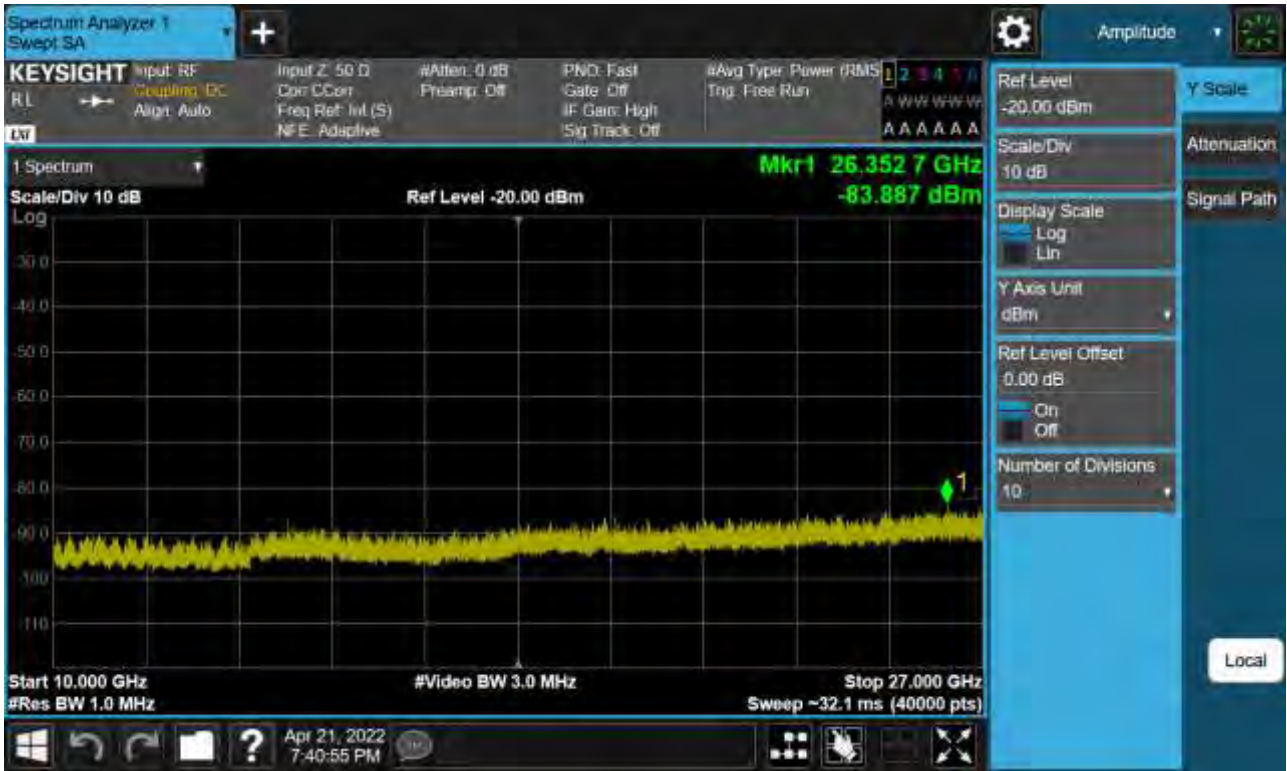 Spectrum Analyzer 1
Swept SA
+
Amplitude
KEYSIGHT
RL
Input: RF
Coupling: DC
Align: Auto
Input Z: 50 Ω
Corr CCorr
Freq Ref: Int (S)
NFE: Adaptive
#Atten: 0 dB
Preamp: Off
PNO: Fast
Gate: Off
IF Gain: High
Sig Track: Off
#Avg Type: Power (RMS
Trig: Free Run
1 2 3 4 5 6
A W W W W W
A A A A A A
1 Spectrum
Mkr1 26.352 7 GHz
Scale/Div 10 dB
Ref Level -20.00 dBm
-83.887 dBm
Log
-30.0
-40.0
-50.0
-60.0
-70.0
-80.0
1
-90.0
-100
-110
Start 10.000 GHz
#Video BW 3.0 MHz
Stop 27.000 GHz
#Res BW 1.0 MHz
Sweep ~32.1 ms (40000 pts)
Ref Level
-20.00 dBm
Scale/Div
10 dB
Display Scale
Log
Lin
Y Axis Unit
dBm
Ref Level Offset
0.00 dB
On
Off
Number of Divisions
10
Y Scale
Attenuation
Signal Path
Local
?
Apr 21, 2022
7:40:55 PM